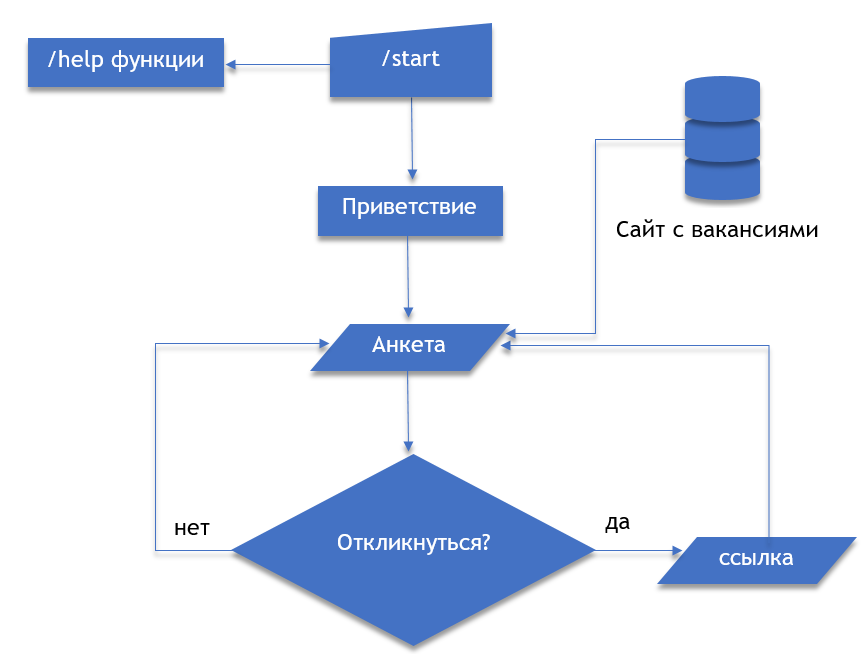 /help функции
/start
Приветствие
Сайт с вакансиями
Анкета
нет
Откликнуться?
да
ссылка